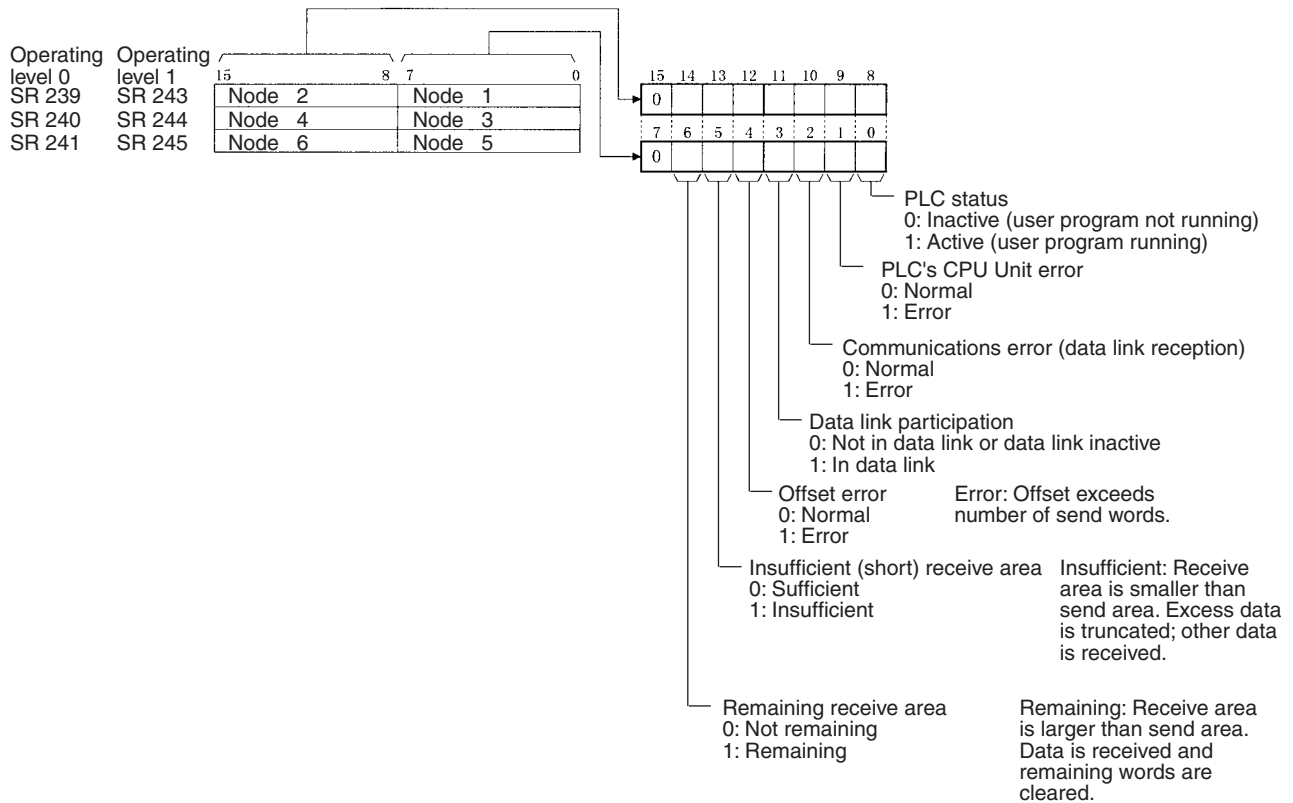 Operating level 0 Operating level 1
15 8 7 0
SR 239 SR 243 Node 2 Node 1
SR 240 SR 244 Node 4 Node 3
SR 241 SR 245 Node 6 Node 5
15 14 13 12 11 10 9 8
0
7 6 5 4 3 2 1 0
0
PLC status
0: Inactive (user program not running)
1: Active (user program running)
PLC's CPU Unit error
0: Normal
1: Error
Communications error (data link reception)
0: Normal
1: Error
Data link participation
0: Not in data link or data link inactive
1: In data link
Offset error
0: Normal
1: Error
Error: Offset exceeds
number of send words.
Insufficient (short) receive area
0: Sufficient
1: Insufficient
Insufficient: Receive
area is smaller than
send area. Excess data
is truncated; other data
is received.
Remaining receive area
0: Not remaining
1: Remaining
Remaining: Receive area
is larger than send area.
Data is received and
remaining words are
cleared.